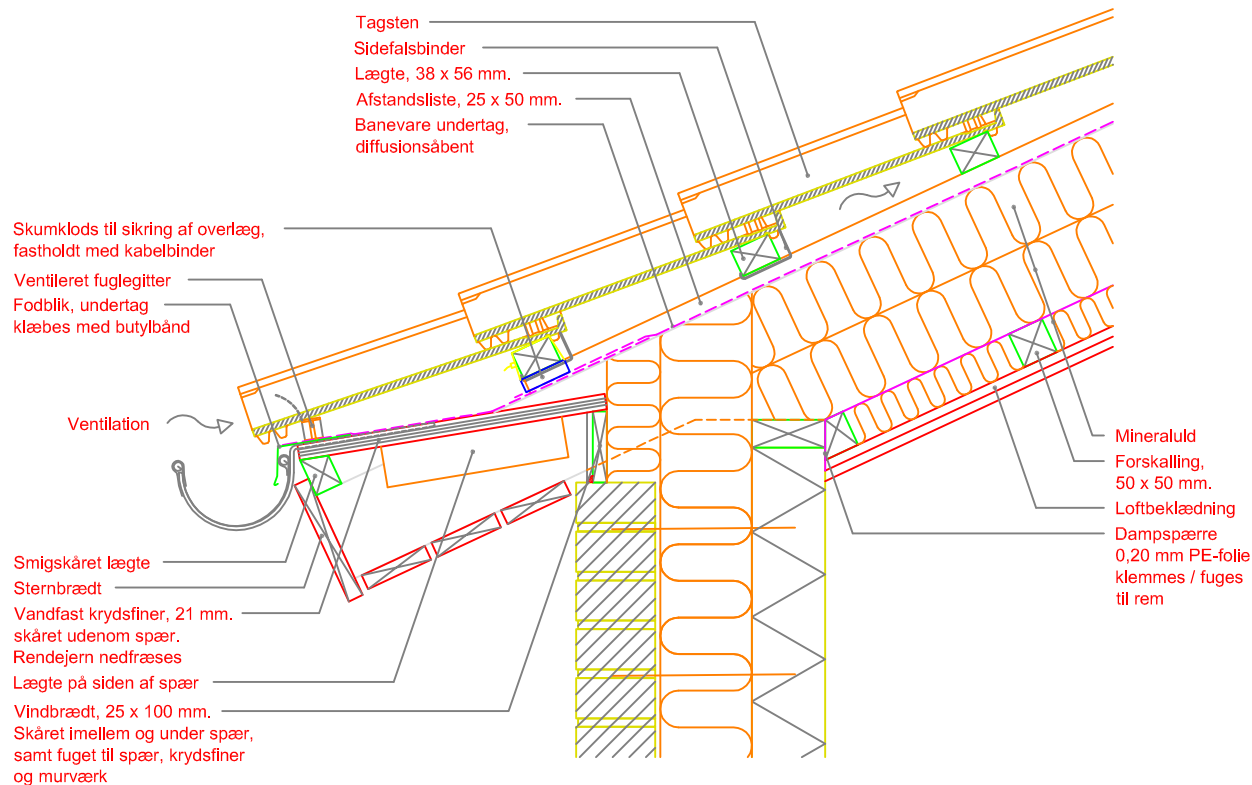 Tagsten
Sidefalsbinder
Lægte, 38 x 56 mm.
Afstandsliste, 25 x 50 mm.
Banevare undertag,
diffusionsåbent
Skumklods til sikring af overlæg,
fastholdt med kabelbinder
Ventileret fuglegitter
Fodblik, undertag
klæbes med butylbånd
Ventilation
Smigskåret lægte
Sternbrædt
Vandfast krydsfiner, 21 mm.
skåret udenom spær.
Rendejern nedfræses
Lægte på siden af spær
Vindbrædt, 25 x 100 mm.
Skåret imellem og under spær,
samt fuget til spær, krydsfiner
og murværk
Mineraluld
Forskalling,
50 x 50 mm.
Loftbeklædning
Dampspærre
0,20 mm PE-folie
klemmes / fuges
til rem